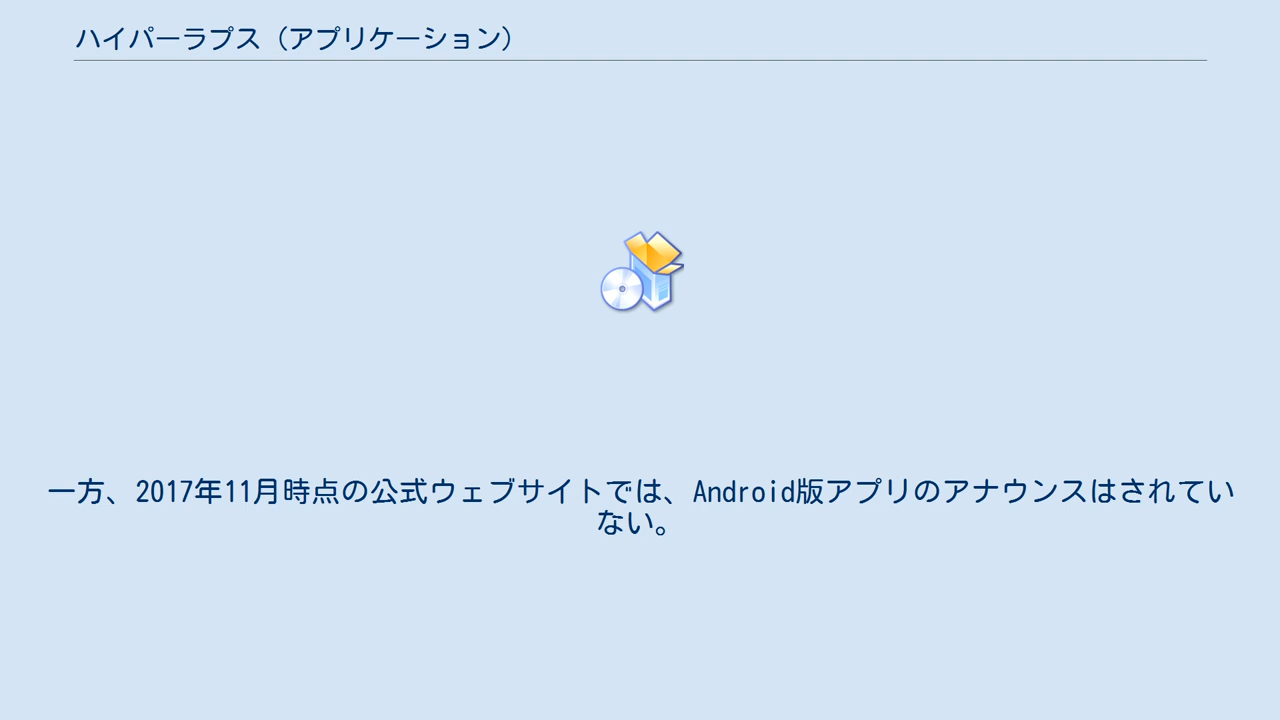 ハイパーラプス（アプリケーション）
一方、2017年11月時点の公式ウェブサイトでは、Android版アプリのアナウンスはされてい
ない。